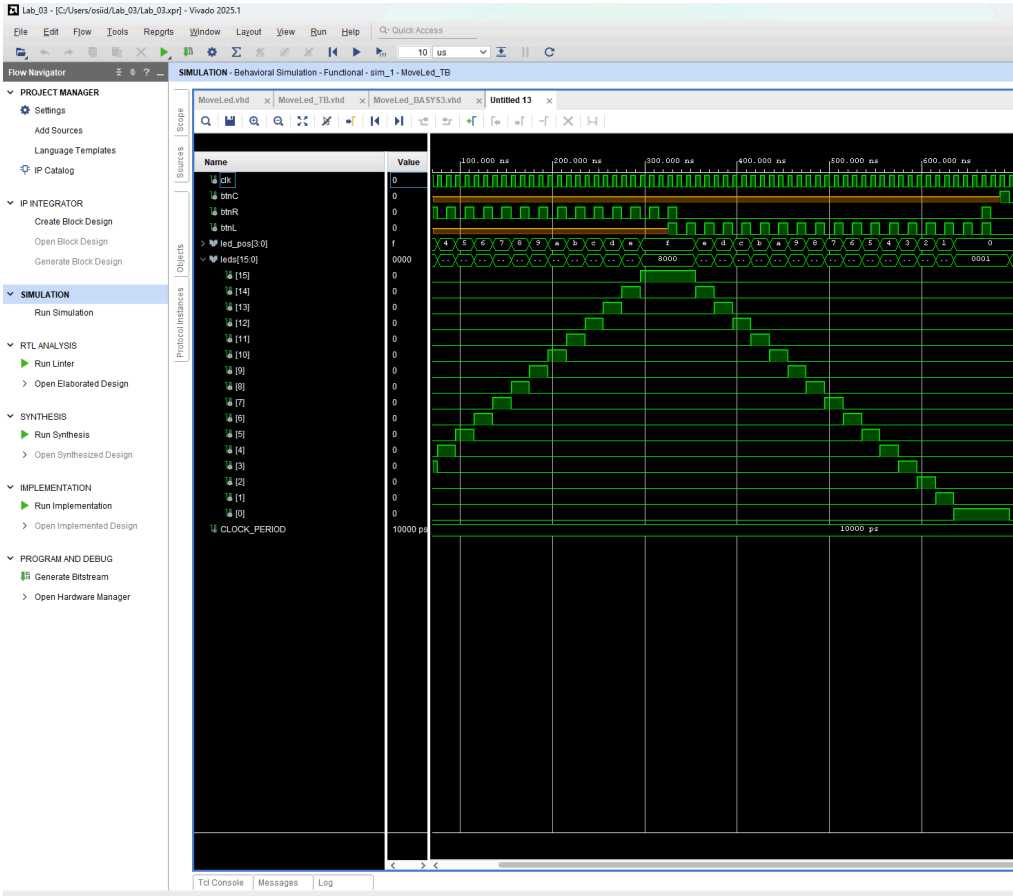 Lab_03 - [C:/Users/osiid/Lab_03/Lab_03.xpr] - Vivado 2025.1
File Edit Flow Tools Reports Window Layout View Run Help Quick Access
10 us
Flow Navigator ?
SIMULATION - Behavioral Simulation - Functional - sim_1 - MoveLed_TB
PROJECT MANAGER
Settings
Add Sources
Language Templates
IP Catalog
IP INTEGRATOR
Create Block Design
Open Block Design
Generate Block Design
SIMULATION
Run Simulation
RTL ANALYSIS
Run Linter
Open Elaborated Design
SYNTHESIS
Run Synthesis
Open Synthesized Design
IMPLEMENTATION
Run Implementation
Open Implemented Design
PROGRAM AND DEBUG
Generate Bitstream
Open Hardware Manager
Scope
Sources
Objects
Protocol Instances
MoveLed.vhd MoveLed_TB.vhd MoveLed_BASYS3.vhd Untitled 13
Name Value
100.000 ns 200.000 ns 300.000 ns 400.000 ns 500.000 ns 600.000 ns
clk 0
btnC 0
btnR 0
btnL 0
led_pos[3:0] f 4 5 6 7 8 9 a b c d e f e d c b a 9 8 7 6 5 4 3 2 1 0
leds[15:0] 0000 8000 0001
[15] 0
[14] 0
[13] 0
[12] 0
[11] 0
[10] 0
[9] 0
[8] 0
[7] 0
[6] 0
[5] 0
[4] 0
[3] 0
[2] 0
[1] 0
[0] 0
CLOCK_PERIOD 10000 ps 10000 ps
Tcl Console Messages Log